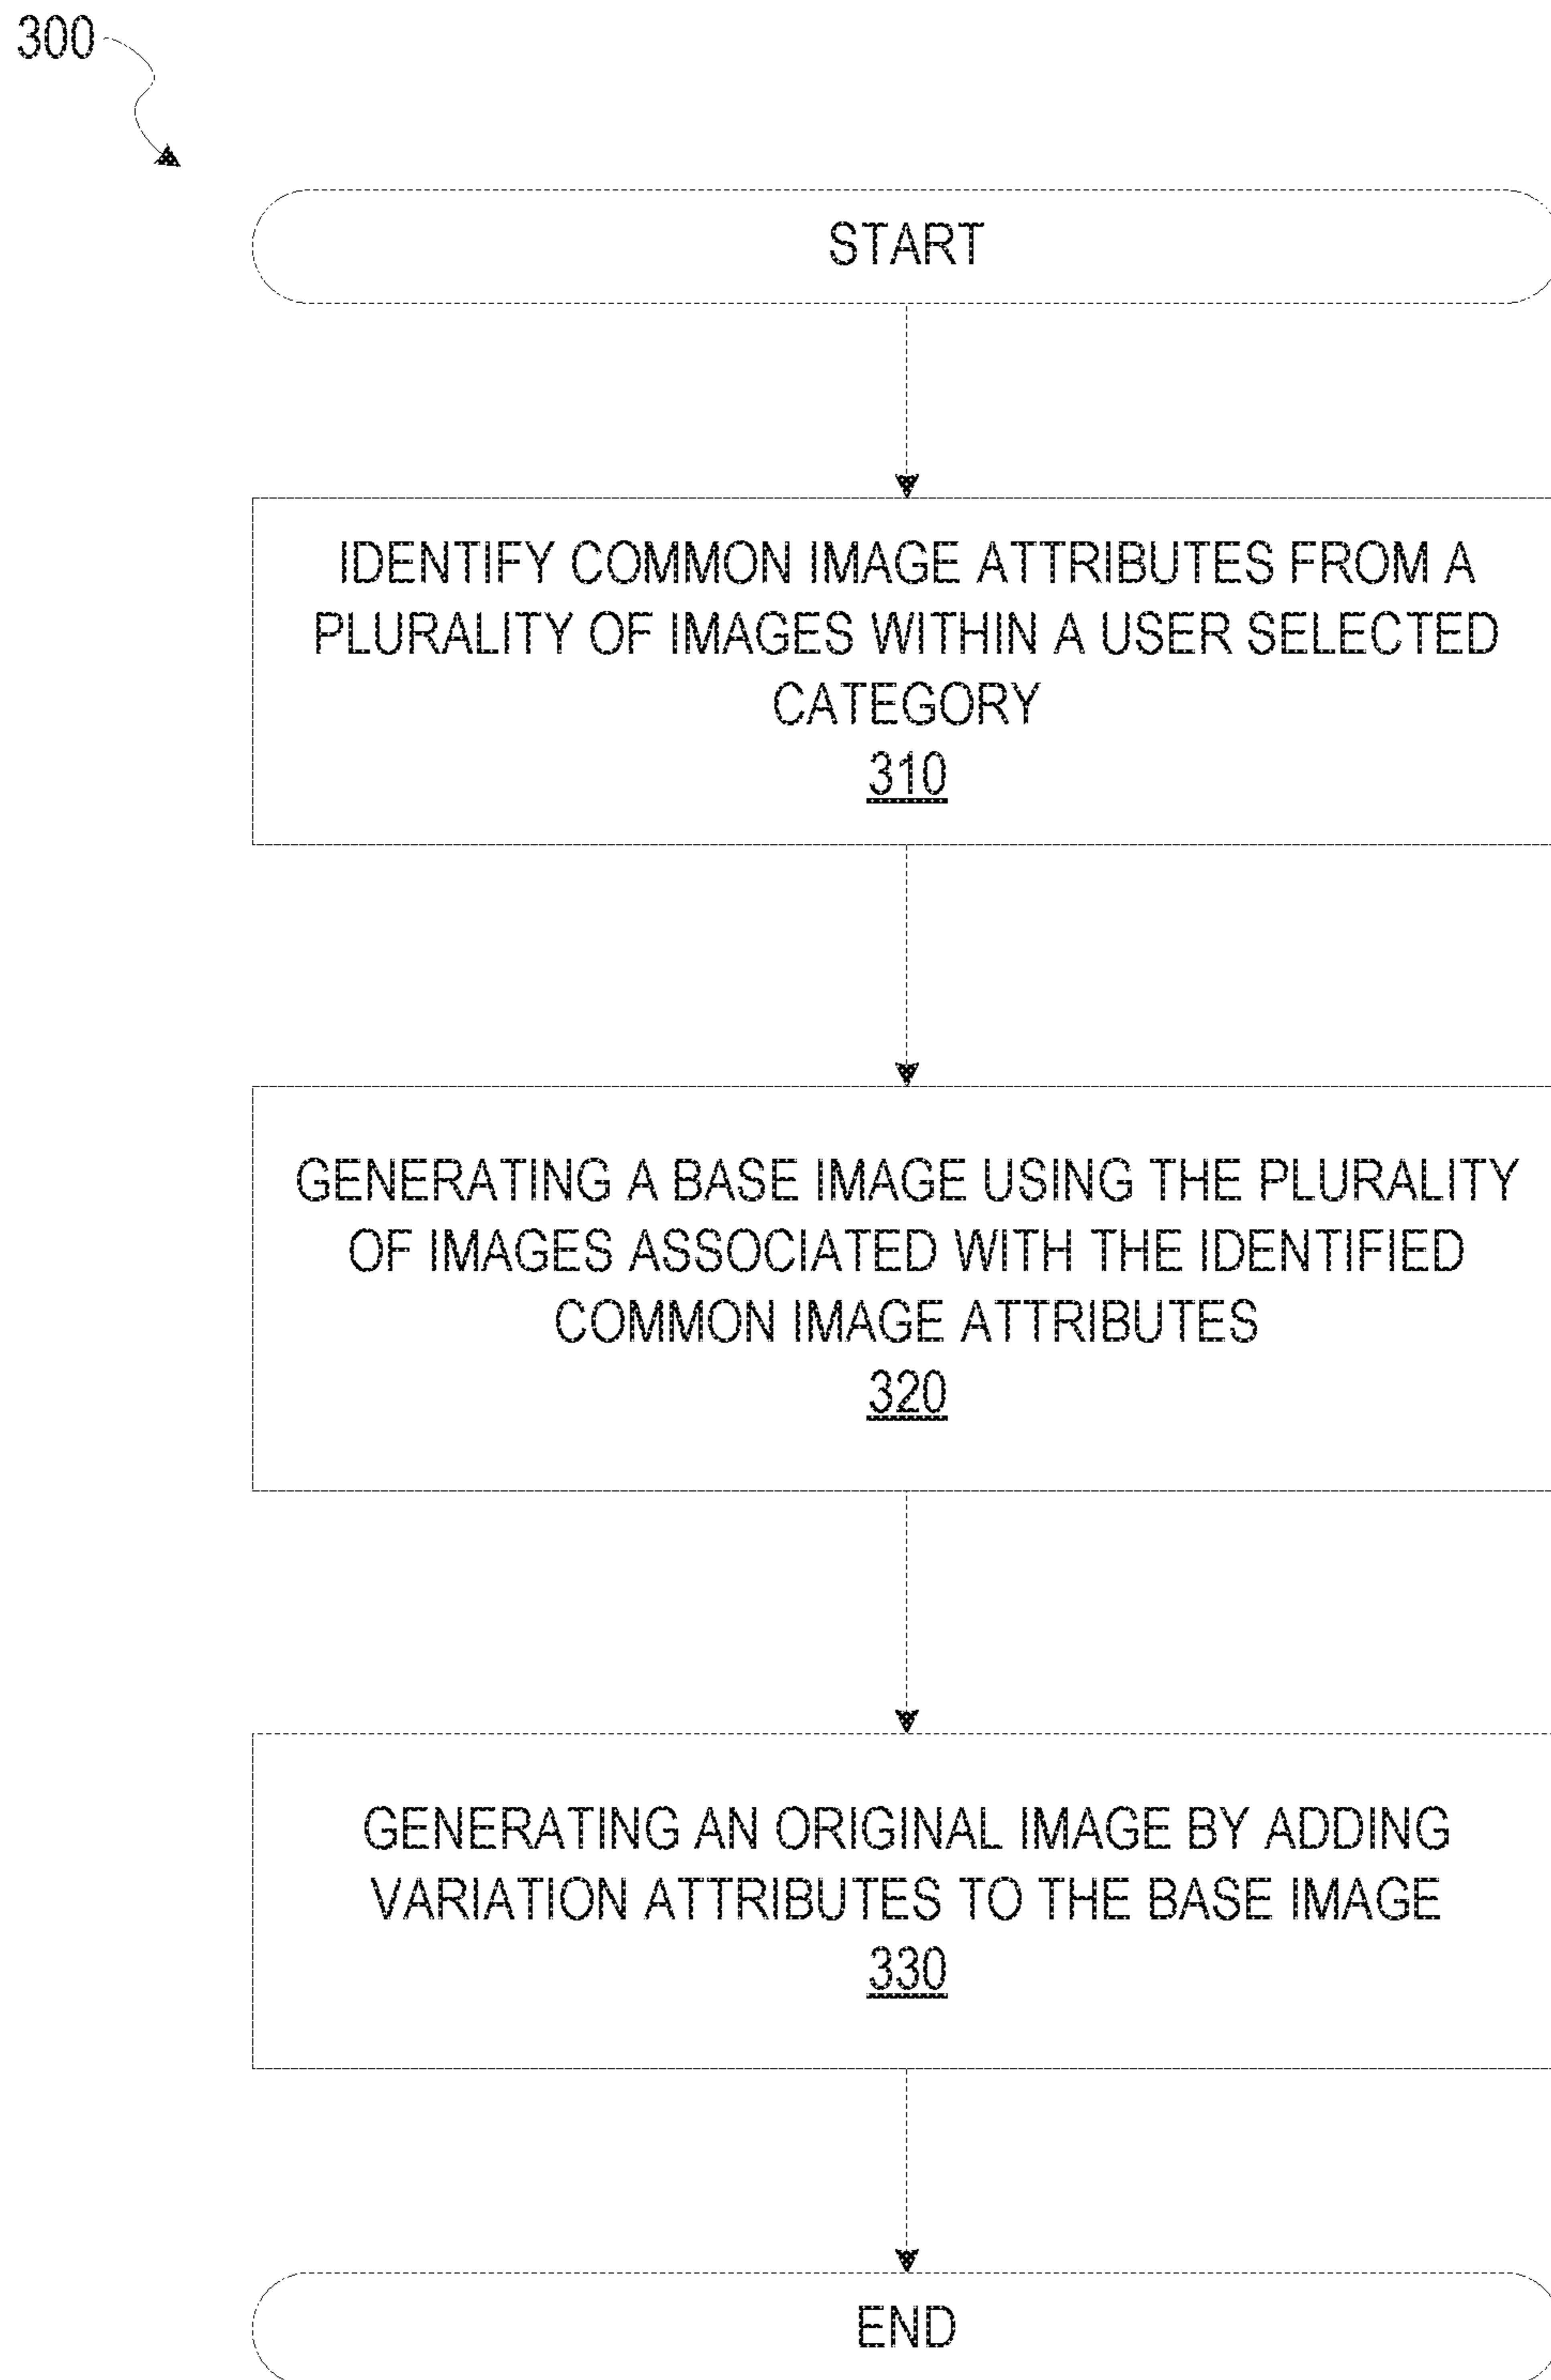 300
START
IDENTIFY COMMON IMAGE ATTRIBUTES FROM A
PLURALITY OF IMAGES WITHIN A USER SELECTED
CATEGORY
310
GENERATING A BASE IMAGE USING THE PLURALITY
OF IMAGES ASSOCIATED WITH THE IDENTIFIED
COMMON IMAGE ATTRIBUTES
320
GENERATING AN ORIGINAL IMAGE BY ADDING
VARIATION ATTRIBUTES TO THE BASE IMAGE
330
END